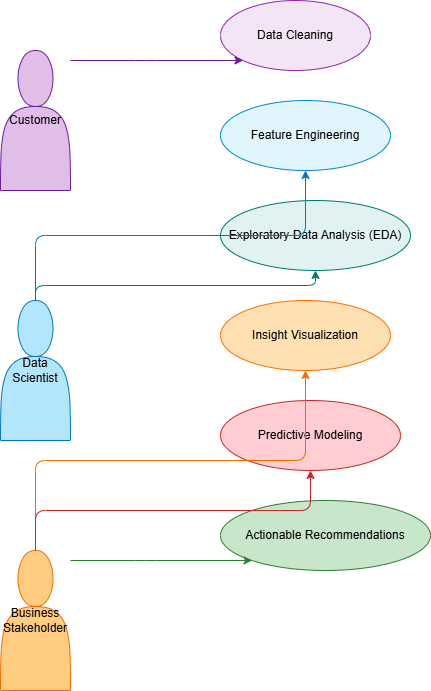 Data Cleaning
Customer
Feature Engineering
Exploratory Data Analysis (EDA)
Insight Visualization
Data
Scientist
Predictive Modeling
Actionable Recommendations
Business
Stakeholder